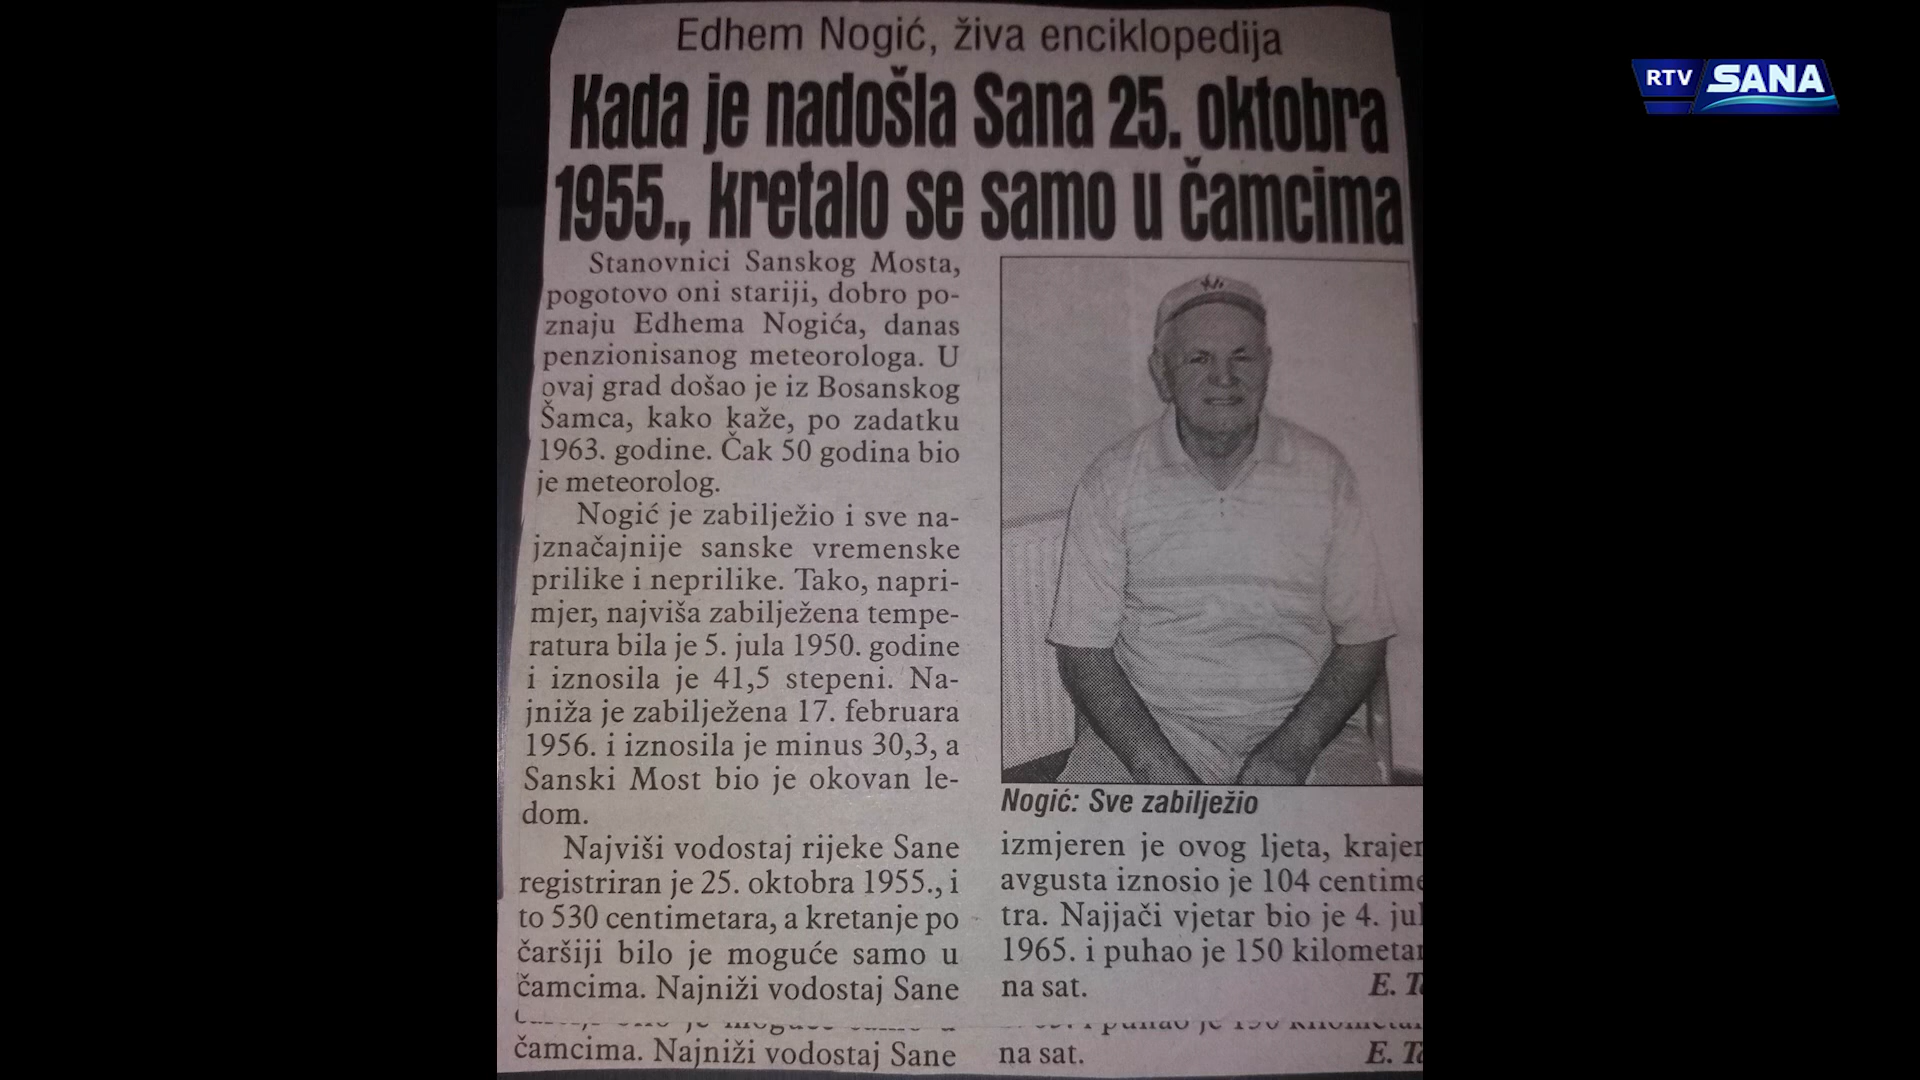 Edhem Nogić, živa enciklopedija
Kada je nadošla Sana 25. oktobra
1955., kretalo se samo u čamcima
Stanovnici Sanskog Mosta,
pogotovo oni stariji, dobro po-
znaju Edhema Nogića, danas
penzionisanog meteorologa. U
ovaj grad došao je iz Bosanskog
Šamca, kako kaže, po zadatku
1963. godine. Čak 50 godina bio
je meteorolog.
Nogić je zabilježio i sve na-
jznačajnije sanske vremenske
prilike i neprilike. Tako, napri-
mjer, najviša zabilježena tempe-
ratura bila je 5. jula 1950. godine
i iznosila je 41,5 stepeni. Na-
jniža je zabilježena 17. februara
1956. i iznosila je minus 30,3, a
Sanski Most bio je okovan le-
dom.
Najviši vodostaj rijeke Sane
registriran je 25. oktobra 1955., i
to 530 centimetara, a kretanje po
čaršiji bilo je moguće samo u
čamcima. Najniži vodostaj Sane
čamcima. Najniži vodostaj Sane
Nogić: Sve zabilježio
izmjeren je ovog ljeta, krajem
avgusta iznosio je 104 centime
tra. Najjači vjetar bio je 4. jul
1965. i puhao je 150 kilometar
na sat.
E. T
na sat.
E. Ta
RTV SANA